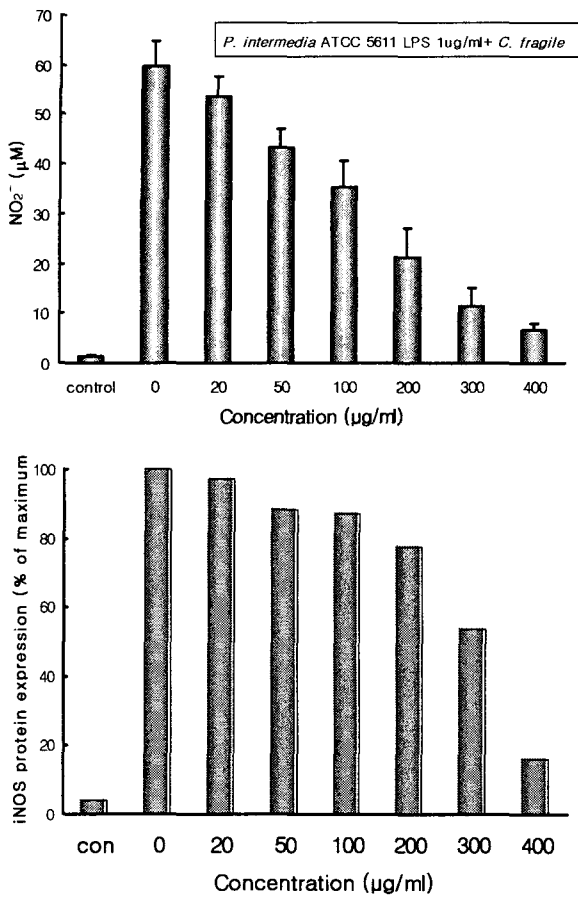 P. intermedia ATCC 5611 LPS 1ug/ml+ C. fragile
NO₂⁻ (μM)
70
60
50
40
30
20
10
0
control 0 20 50 100 200 300 400
Concentration (μg/ml)
iNOS protein expression (% of maximum
100
80
60
40
20
0
con 0 20 50 100 200 300 400
Concentration (μg/ml)